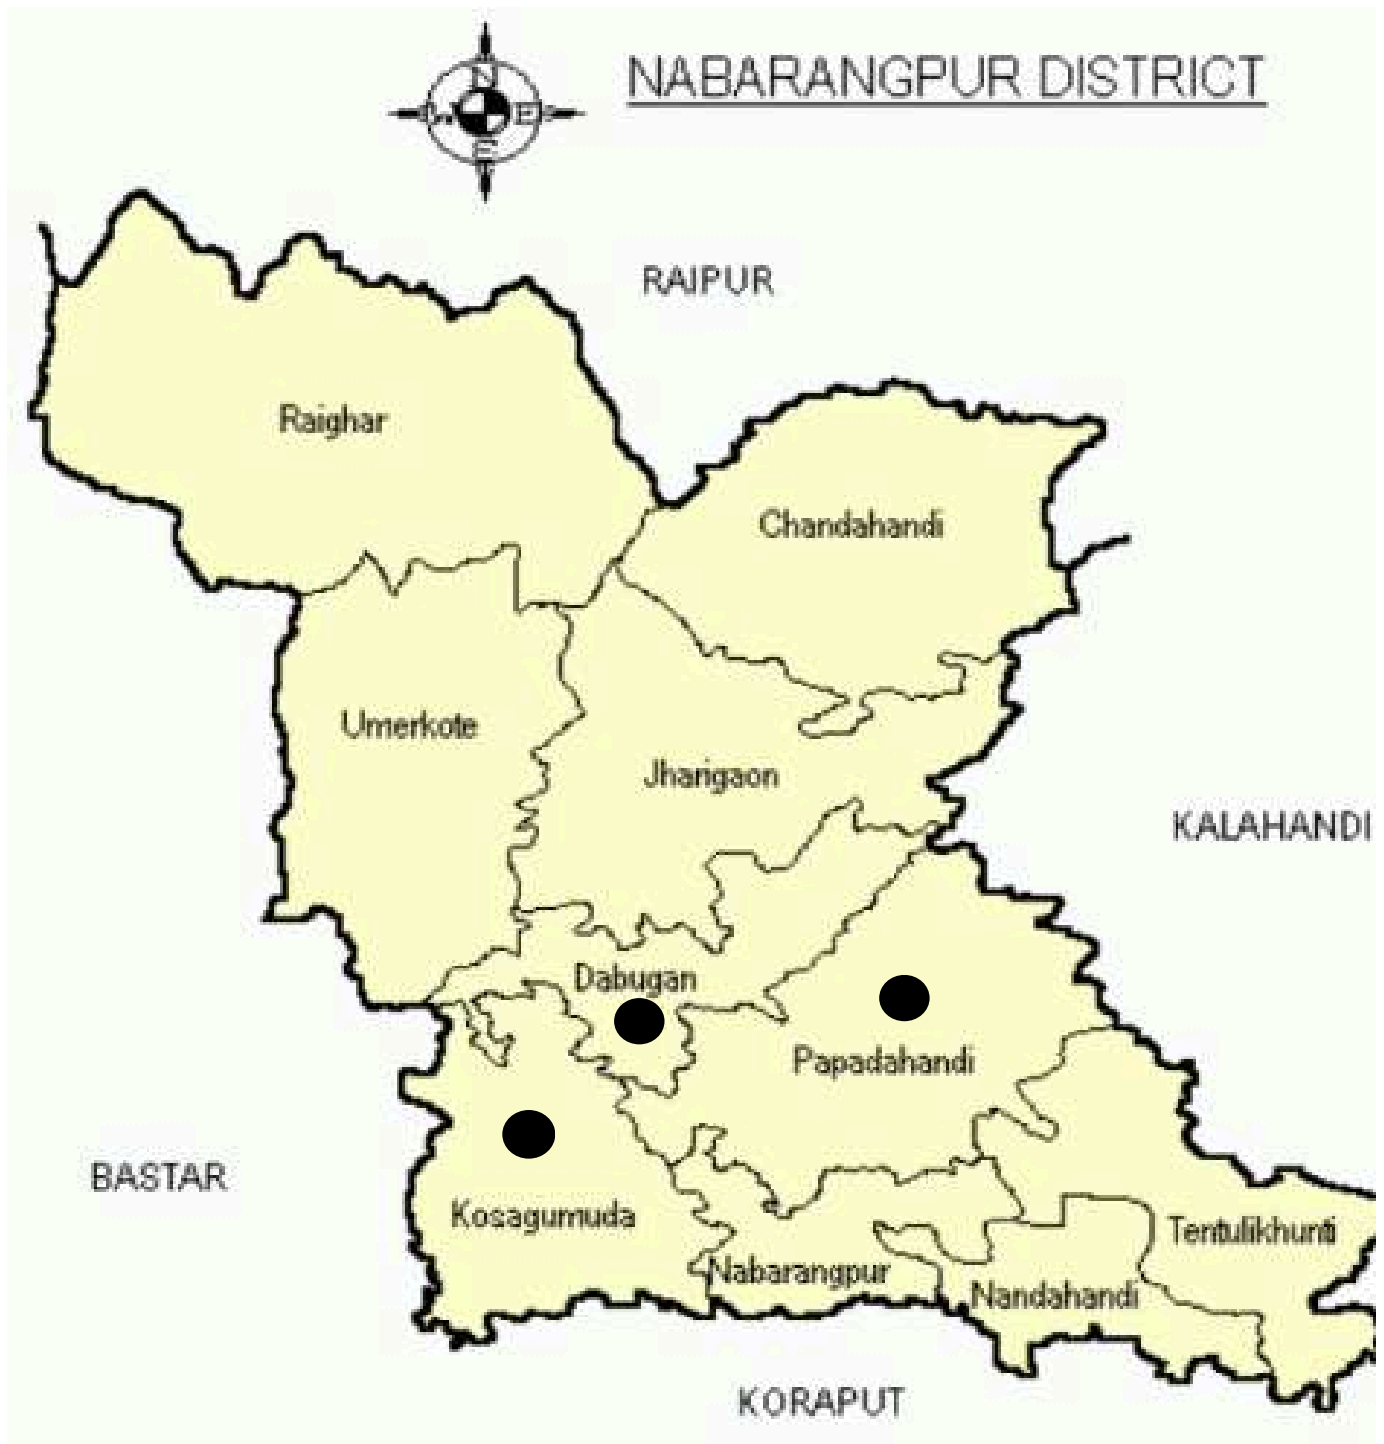 N
NABARANGPUR DISTRICT
W E
RAIPUR
Raighar
Chandahandi
Umerkote
Jharigaon
KALAHANDI
Dabugan
Papadahandi
BASTAR
Kosagumuda
Tentulikhunti
Nabarangpur
Nandahandi
KORAPUT